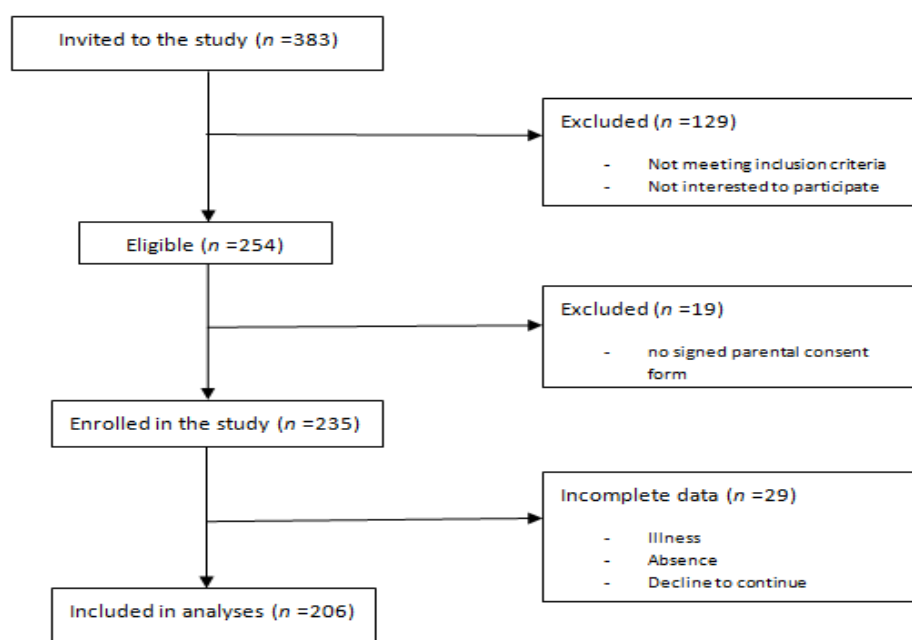 Invited to the study (n =383)
Excluded (n =129)
- Not meeting inclusion criteria
- Not interested to participate
Eligible (n =254)
Excluded (n =19)
- no signed parental consent
form
Enrolled in the study (n =235)
Incomplete data (n =29)
- Illness
- Absence
- Decline to continue
Included in analyses (n =206)